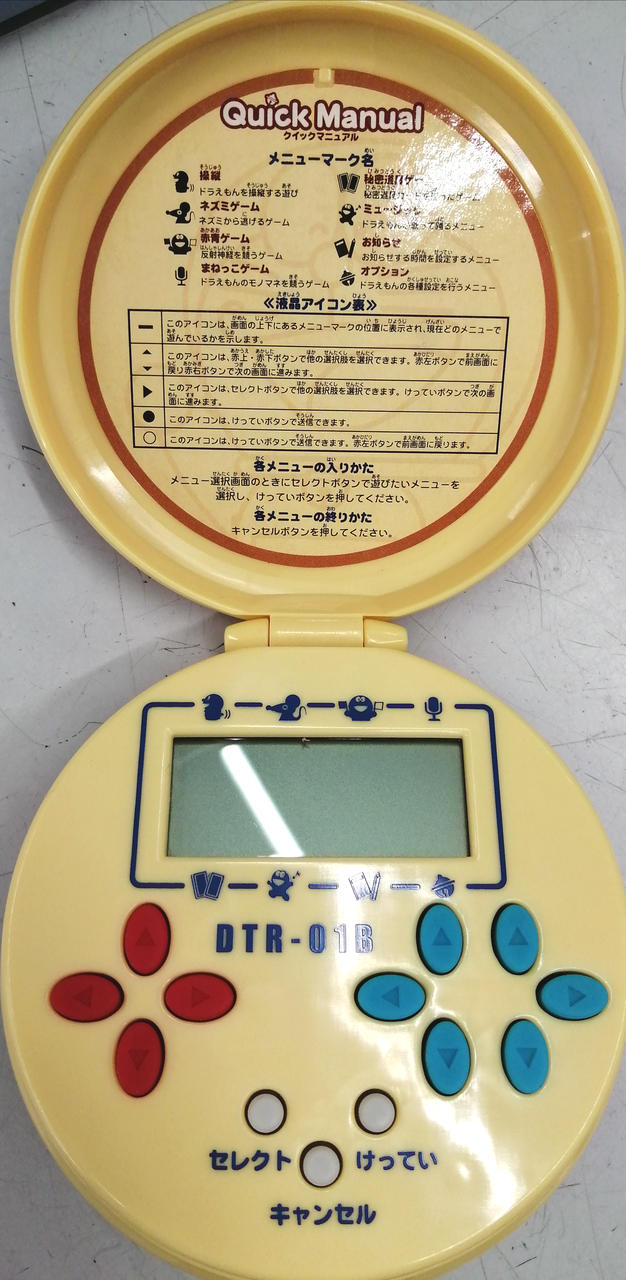 Quick Manual
クイックマニュアル
メニューマーク名
操縦
ドラえもんを操縦する遊び
ネズミゲーム
ネズミから逃げるゲーム
赤青ゲーム
反射神経を競うゲーム
まねっこゲーム
ドラえもんのモノマネを競うゲーム
秘密道具ゲーム
ミュージック
ドラえもんが歌って踊るメニュー
お知らせ
お知らせする時間を設定するメニュー
オプション
ドラえもんの各種設定を行うメニュー
≪液晶アイコン表≫
このアイコンは、画面の上下にあるメニューマークの位置に表示され、現在どのメニューで
遊んでいるかを示します。
このアイコンは、赤上・赤下ボタンで他の選択肢を選択できます。赤左ボタンで前画面に
戻り赤右ボタンで次の画面に進みます。
このアイコンは、セレクトボタンで他の選択肢を選択できます。けっていボタンで次の画
面に進みます。
このアイコンは、けっていボタンで送信できます。
このアイコンは、けっていボタンで送信できます。赤左ボタンで前画面に戻ります。
各メニューの入りかた
メニュー選択画面のときにセレクトボタンで遊びたいメニューを
選択し、けっていボタンを押してください。
各メニューの終りかた
キャンセルボタンを押してください。
DTR-01B
セレクト
けってい
キャンセル